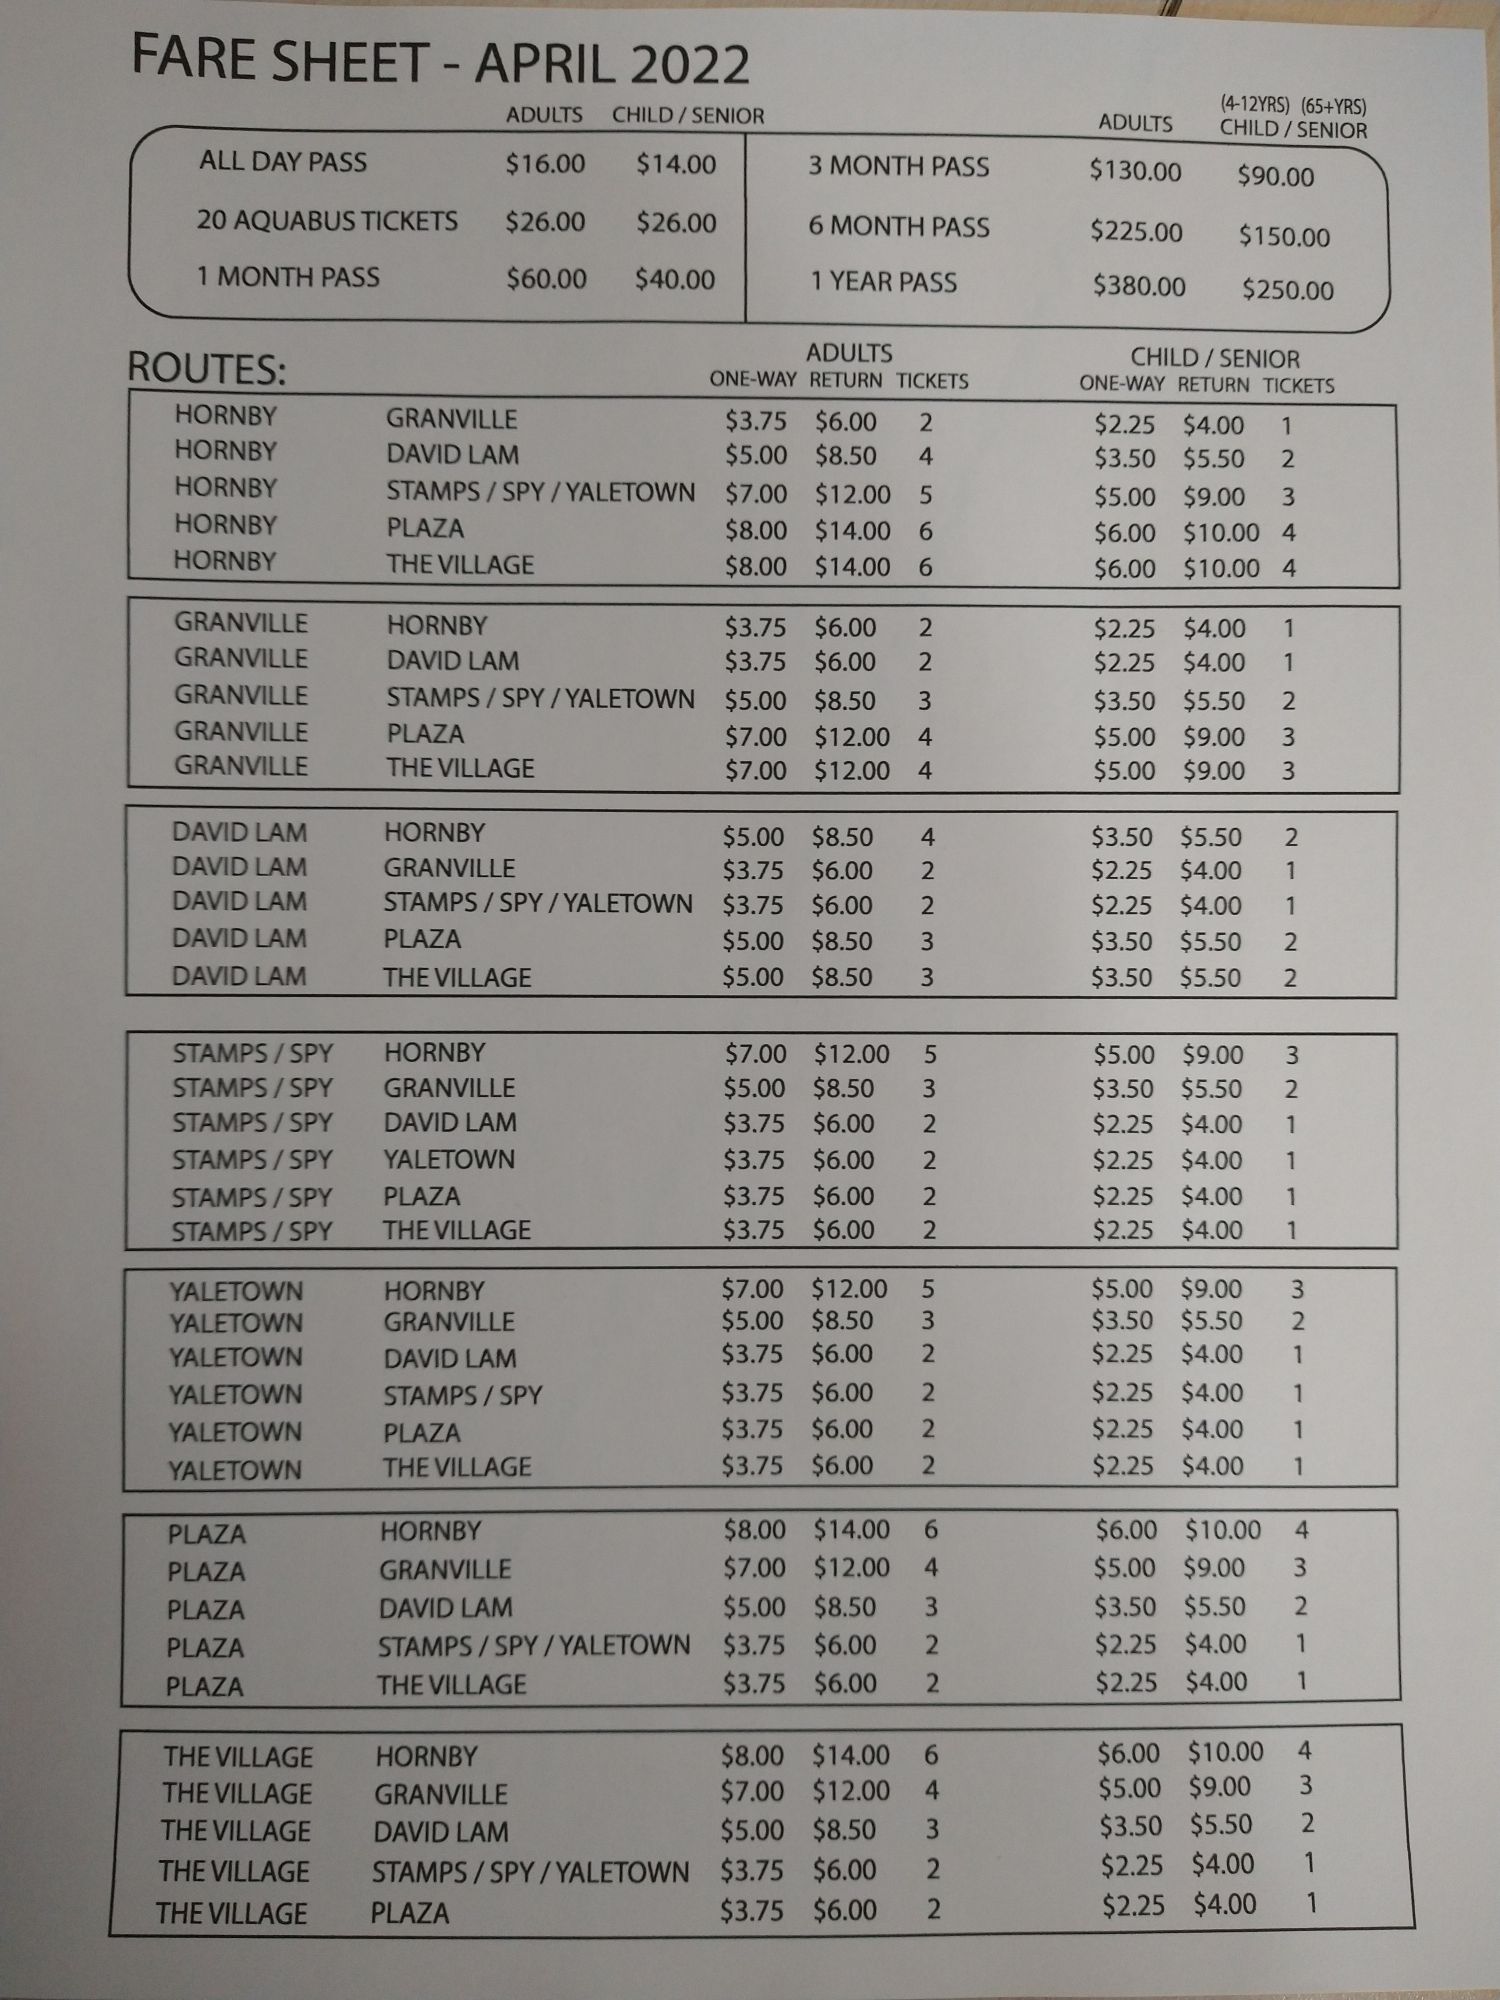 FARE SHEET - APRIL 2022
ADULTS CHILD / SENIOR
ADULTS (4-12YRS) (65+YRS) CHILD / SENIOR
ALL DAY PASS $16.00 $14.00 3 MONTH PASS $130.00 $90.00
20 AQUABUS TICKETS $26.00 $26.00 6 MONTH PASS $225.00 $150.00
1 MONTH PASS $60.00 $40.00 1 YEAR PASS $380.00 $250.00
ROUTES:
ADULTS CHILD / SENIOR
ONE-WAY RETURN TICKETS ONE-WAY RETURN TICKETS
HORNBY GRANVILLE $3.75 $6.00 2 $2.25 $4.00 1
HORNBY DAVID LAM $5.00 $8.50 4 $3.50 $5.50 2
HORNBY STAMPS / SPY / YALETOWN $7.00 $12.00 5 $5.00 $9.00 3
HORNBY PLAZA $8.00 $14.00 6 $6.00 $10.00 4
HORNBY THE VILLAGE $8.00 $14.00 6 $6.00 $10.00 4
GRANVILLE HORNBY $3.75 $6.00 2 $2.25 $4.00 1
GRANVILLE DAVID LAM $3.75 $6.00 2 $2.25 $4.00 1
GRANVILLE STAMPS / SPY / YALETOWN $5.00 $8.50 3 $3.50 $5.50 2
GRANVILLE PLAZA $7.00 $12.00 4 $5.00 $9.00 3
GRANVILLE THE VILLAGE $7.00 $12.00 4 $5.00 $9.00 3
DAVID LAM HORNBY $5.00 $8.50 4 $3.50 $5.50 2
DAVID LAM GRANVILLE $3.75 $6.00 2 $2.25 $4.00 1
DAVID LAM STAMPS / SPY / YALETOWN $3.75 $6.00 2 $2.25 $4.00 1
DAVID LAM PLAZA $5.00 $8.50 3 $3.50 $5.50 2
DAVID LAM THE VILLAGE $5.00 $8.50 3 $3.50 $5.50 2
STAMPS / SPY HORNBY $7.00 $12.00 5 $5.00 $9.00 3
STAMPS / SPY GRANVILLE $5.00 $8.50 3 $3.50 $5.50 2
STAMPS / SPY DAVID LAM $3.75 $6.00 2 $2.25 $4.00 1
STAMPS / SPY YALETOWN $3.75 $6.00 2 $2.25 $4.00 1
STAMPS / SPY PLAZA $3.75 $6.00 2 $2.25 $4.00 1
STAMPS / SPY THE VILLAGE $3.75 $6.00 2 $2.25 $4.00 1
YALETOWN HORNBY $7.00 $12.00 5 $5.00 $9.00 3
YALETOWN GRANVILLE $5.00 $8.50 3 $3.50 $5.50 2
YALETOWN DAVID LAM $3.75 $6.00 2 $2.25 $4.00 1
YALETOWN STAMPS / SPY $3.75 $6.00 2 $2.25 $4.00 1
YALETOWN PLAZA $3.75 $6.00 2 $2.25 $4.00 1
YALETOWN THE VILLAGE $3.75 $6.00 2 $2.25 $4.00 1
PLAZA HORNBY $8.00 $14.00 6 $6.00 $10.00 4
PLAZA GRANVILLE $7.00 $12.00 4 $5.00 $9.00 3
PLAZA DAVID LAM $5.00 $8.50 3 $3.50 $5.50 2
PLAZA STAMPS / SPY / YALETOWN $3.75 $6.00 2 $2.25 $4.00 1
PLAZA THE VILLAGE $3.75 $6.00 2 $2.25 $4.00 1
THE VILLAGE HORNBY $8.00 $14.00 6 $6.00 $10.00 4
THE VILLAGE GRANVILLE $7.00 $12.00 4 $5.00 $9.00 3
THE VILLAGE DAVID LAM $5.00 $8.50 3 $3.50 $5.50 2
THE VILLAGE STAMPS / SPY / YALETOWN $3.75 $6.00 2 $2.25 $4.00 1
THE VILLAGE PLAZA $3.75 $6.00 2 $2.25 $4.00 1